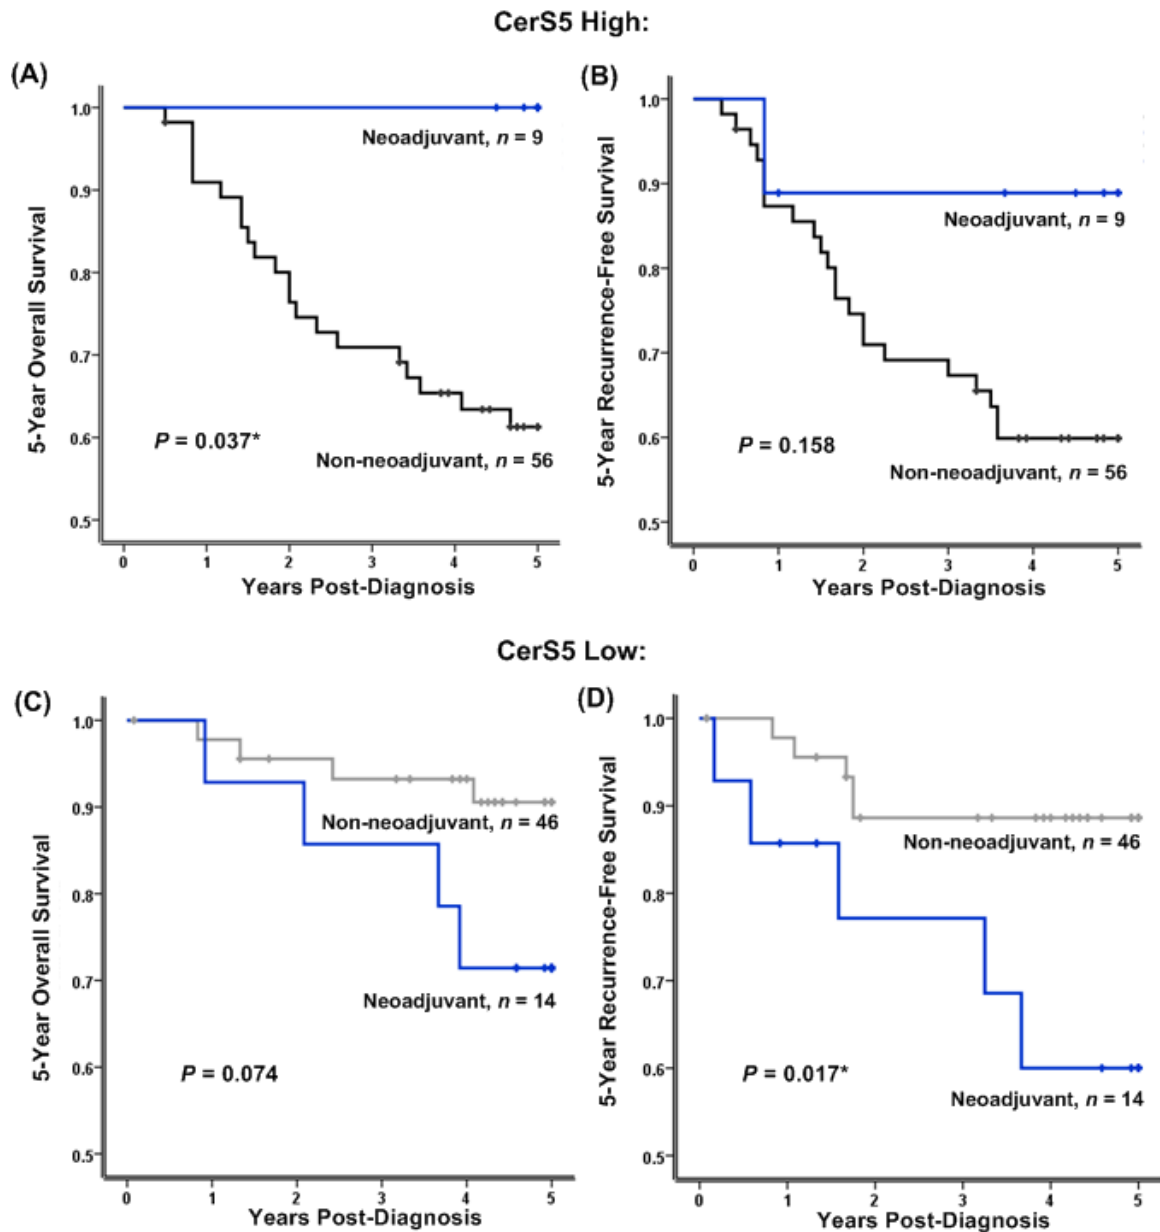 CerS5 High:
(A)
5-Year Overall Survival
1.0
0.9
0.8
0.7
0.6
0.5
Neoadjuvant, n = 9
P = 0.037*
Non-neoadjuvant, n = 56
0 1 2 3 4 5
Years Post-Diagnosis
(B)
5-Year Recurrence-Free Survival
1.0
0.9
0.8
0.7
0.6
0.5
Neoadjuvant, n = 9
P = 0.158
Non-neoadjuvant, n = 56
0 1 2 3 4 5
Years Post-Diagnosis
CerS5 Low:
(C)
5-Year Overall Survival
1.0
0.9
0.8
0.7
0.6
0.5
Non-neoadjuvant, n = 46
Neoadjuvant, n = 14
P = 0.074
0 1 2 3 4 5
Years Post-Diagnosis
(D)
5-Year Recurrence-Free Survival
1.0
0.9
0.8
0.7
0.6
0.5
Non-neoadjuvant, n = 46
P = 0.017*
Neoadjuvant, n = 14
0 1 2 3 4 5
Years Post-Diagnosis